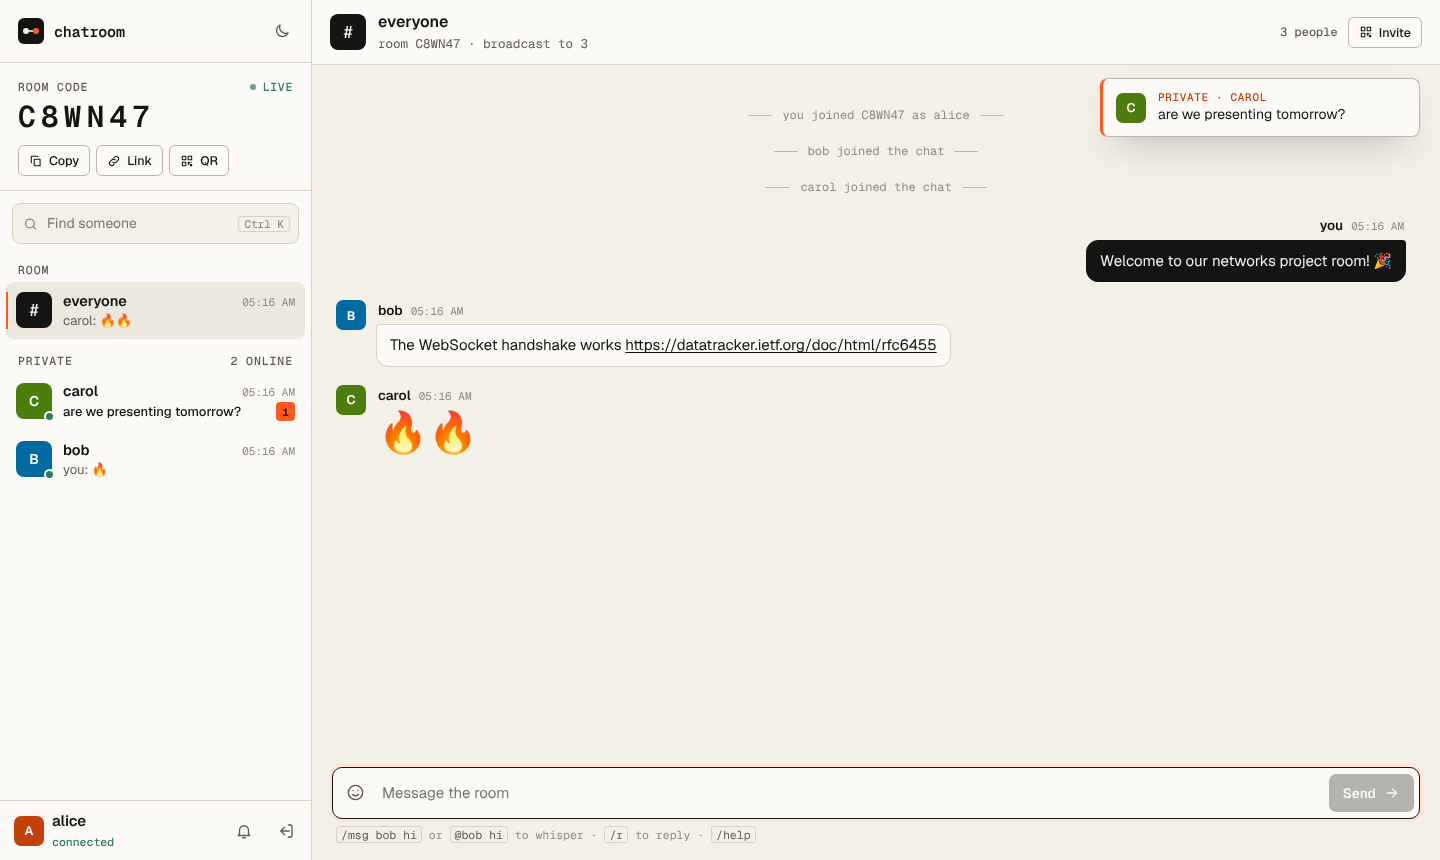 chatroom
ROOM CODE
LIVE
C8WN47
Copy
Link
QR
Find someone
Ctrl K
ROOM
#
everyone
05:16 AM
carol: 🔥🔥
PRIVATE
2 ONLINE
C
carol
05:16 AM
are we presenting tomorrow?
1
B
bob
05:16 AM
you: 🔥
A
alice
connected
#
everyone
room C8WN47 · broadcast to 3
3 people
Invite
C
PRIVATE · CAROL
are we presenting tomorrow?
you joined C8WN47 as alice
bob joined the chat
carol joined the chat
you 05:16 AM
Welcome to our networks project room! 🎉
B
bob 05:16 AM
The WebSocket handshake works https://datatracker.ietf.org/doc/html/rfc6455
C
carol 05:16 AM
🔥🔥
Message the room
Send
/msg bob hi or @bob hi to whisper · /r to reply · /help